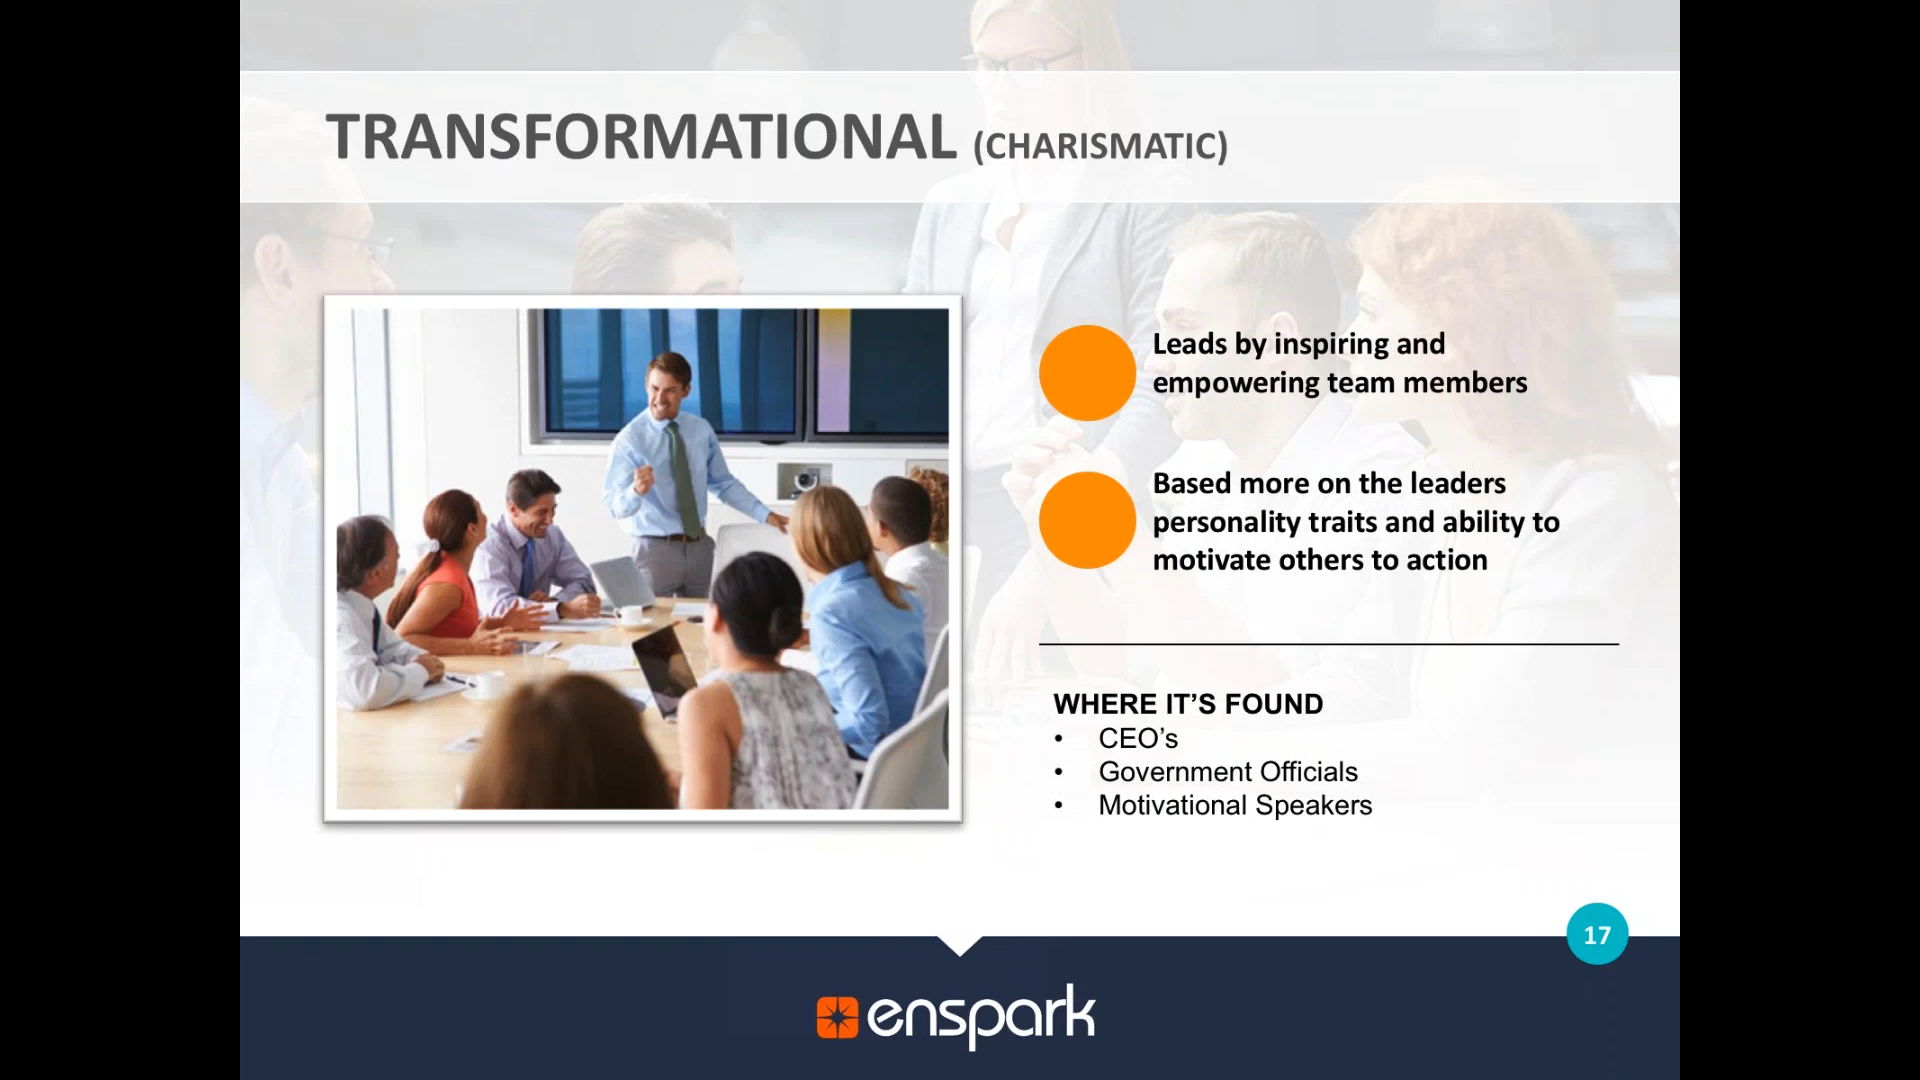 TRANSFORMATIONAL (CHARISMATIC)
Leads by inspiring and
empowering team members
Based more on the leaders
personality traits and ability to
motivate others to action
WHERE IT’S FOUND
• CEO’s
• Government Officials
• Motivational Speakers
17
enspark